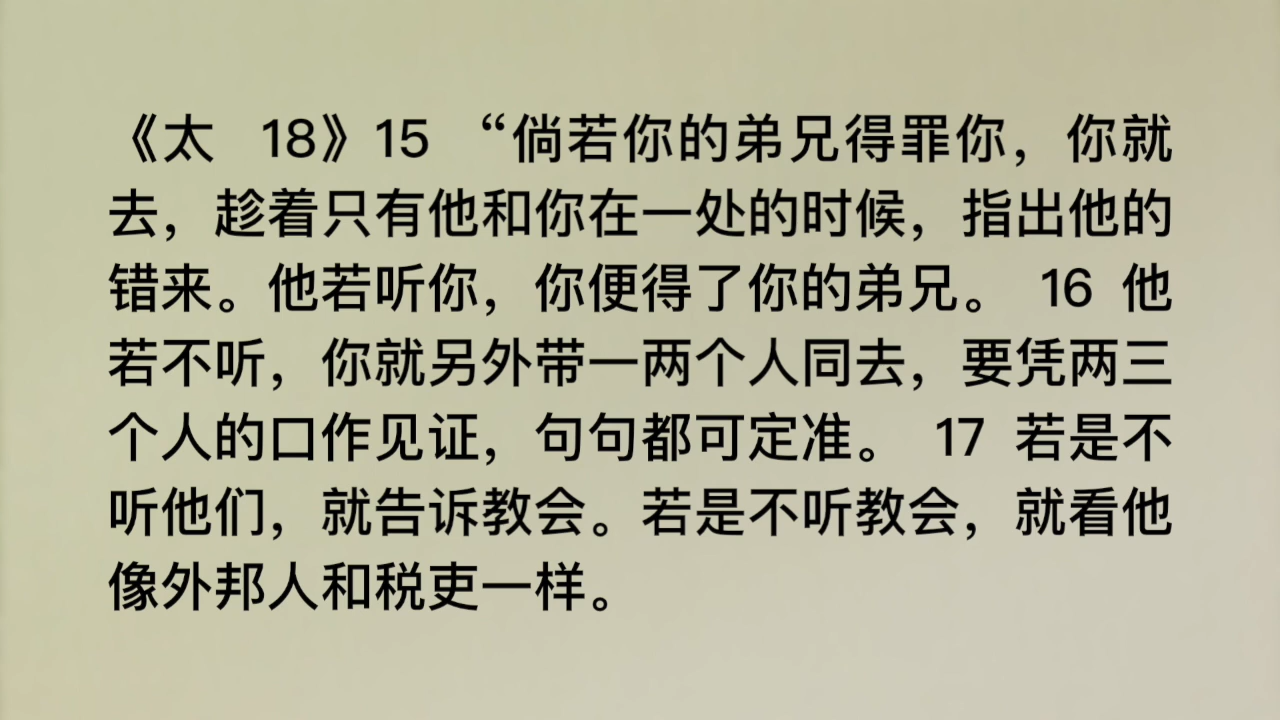 《太 18》15 “倘若你的弟兄得罪你，你就
去，趁着只有他和你在一处的时候，指出他的
错来。他若听你，你便得了你的弟兄。 16 他
若不听，你就另外带一两个人同去，要凭两三
个人的口作见证，句句都可定准。 17 若是不
听他们，就告诉教会。若是不听教会，就看他
像外邦人和税吏一样。